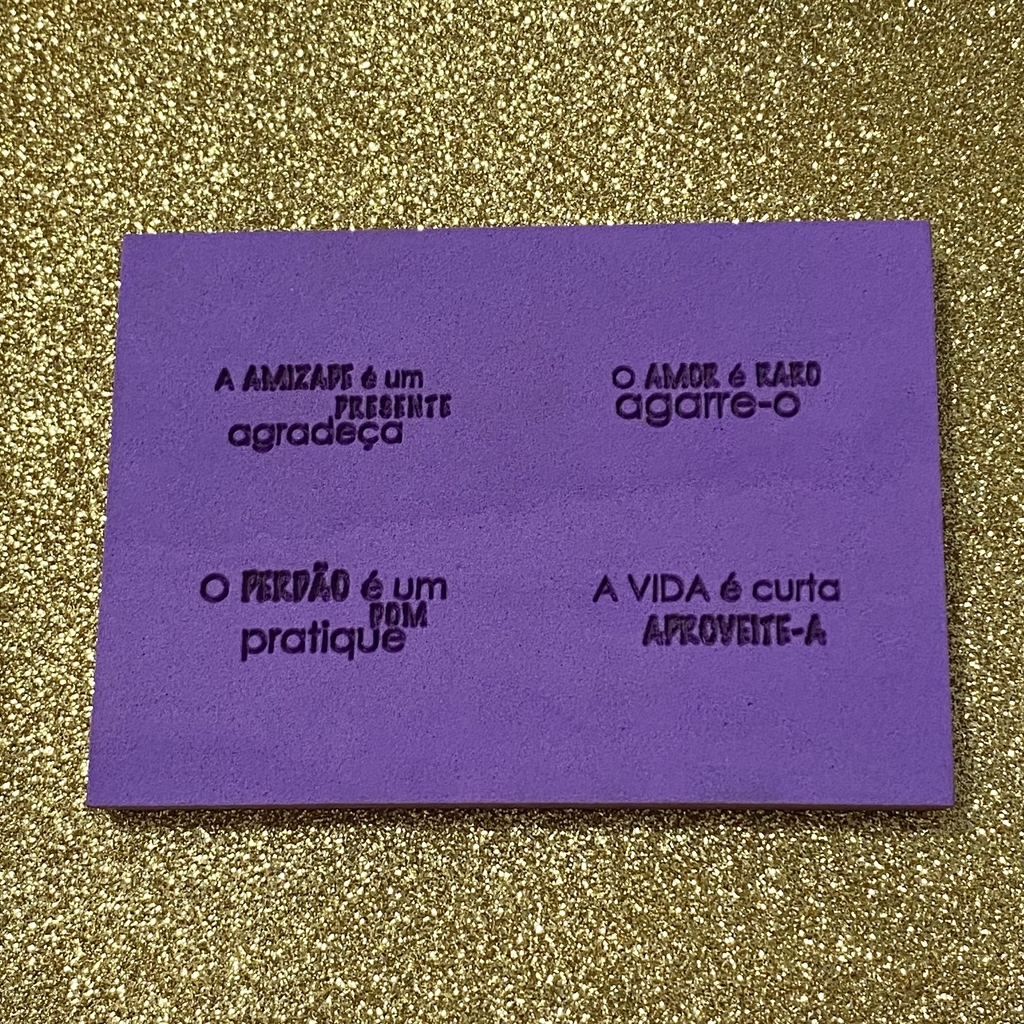 A AMIZADE é um
PRESENTE
agradeça
O AMOR é RARO
agarre-o
O PERDÃO é um
DOM
pratique
A VIDA é curta
APROVEITE-A